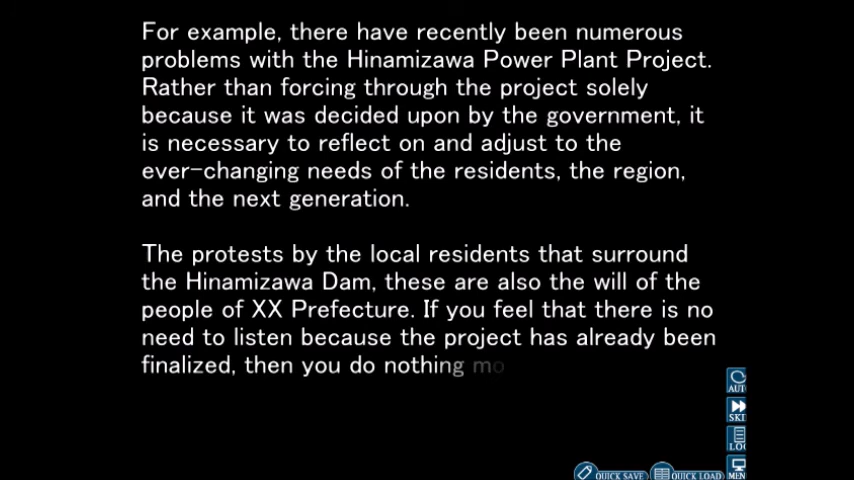 For example, there have recently been numerous
problems with the Hinamizawa Power Plant Project.
Rather than forcing through the project solely
because it was decided upon by the government, it
is necessary to reflect on and adjust to the
ever-changing needs of the residents, the region,
and the next generation.
The protests by the local residents that surround
the Hinamizawa Dam, these are also the will of the
people of XX Prefecture. If you feel that there is no
need to listen because the project has already been
finalized, then you do nothing mo
AUT
SKI
LOG
MEN
QUICK SAVE
QUICK LOAD